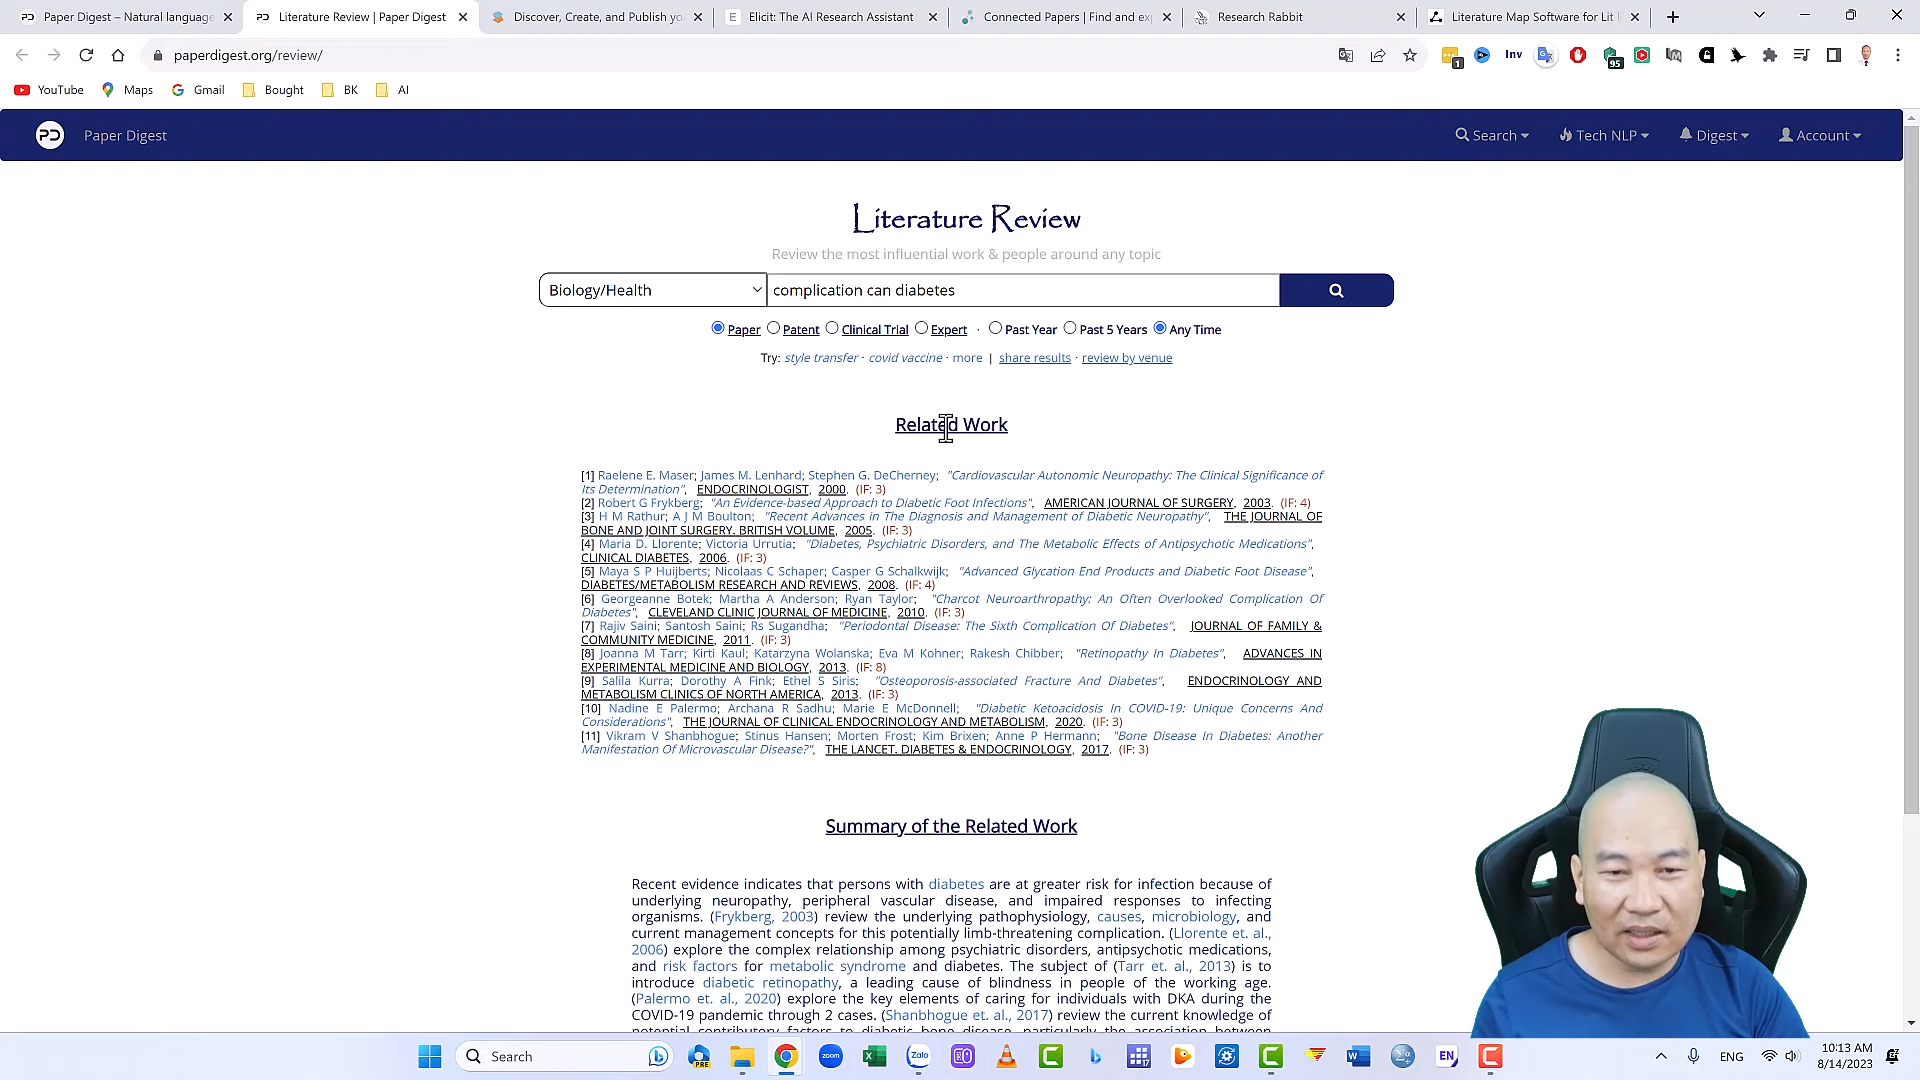 Paper Digest – Natural language
Literature Review | Paper Digest
Discover, Create, and Publish yo
Elicit: The AI Research Assistant
Connected Papers | Find and ex
Research Rabbit
Literature Map Software for Lit
paperdigest.org/review/
1
Inv
95
YouTube
Maps
Gmail
Bought
BK
AI
PD Paper Digest
Search
Tech NLP
Digest
Account
Literature Review
Review the most influential work & people around any topic
Biology/Health
complication can diabetes
Paper Patent Clinical Trial Expert · Past Year Past 5 Years Any Time
Try: style transfer · covid vaccine · more | share results · review by venue
Related Work
[1] Raelene E. Maser; James M. Lenhard; Stephen G. DeCherney; "Cardiovascular Autonomic Neuropathy: The Clinical Significance of
Its Determination", ENDOCRINOLOGIST, 2000. (IF: 3)
[2] Robert G Frykberg; "An Evidence-based Approach to Diabetic Foot Infections", AMERICAN JOURNAL OF SURGERY, 2003. (IF: 4)
[3] H M Rathur; A J M Boulton; "Recent Advances in The Diagnosis and Management of Diabetic Neuropathy", THE JOURNAL OF
BONE AND JOINT SURGERY. BRITISH VOLUME, 2005. (IF: 3)
[4] Maria D. Llorente; Victoria Urrutia; "Diabetes, Psychiatric Disorders, and The Metabolic Effects of Antipsychotic Medications",
CLINICAL DIABETES, 2006. (IF: 3)
[5] Maya S P Huijberts; Nicolaas C Schaper; Casper G Schalkwijk; "Advanced Glycation End Products and Diabetic Foot Disease",
DIABETES/METABOLISM RESEARCH AND REVIEWS, 2008. (IF: 4)
[6] Georgeanne Botek; Martha A Anderson; Ryan Taylor; "Charcot Neuroarthropathy: An Often Overlooked Complication Of
Diabetes", CLEVELAND CLINIC JOURNAL OF MEDICINE, 2010. (IF: 3)
[7] Rajiv Saini; Santosh Saini; Rs Sugandha; "Periodontal Disease: The Sixth Complication Of Diabetes", JOURNAL OF FAMILY &
COMMUNITY MEDICINE, 2011. (IF: 3)
[8] Joanna M Tarr; Kirti Kaul; Katarzyna Wolanska; Eva M Kohner; Rakesh Chibber; "Retinopathy In Diabetes", ADVANCES IN
EXPERIMENTAL MEDICINE AND BIOLOGY, 2013. (IF: 8)
[9] Salila Kurra; Dorothy A Fink; Ethel S Siris; "Osteoporosis-associated Fracture And Diabetes", ENDOCRINOLOGY AND
METABOLISM CLINICS OF NORTH AMERICA, 2013. (IF: 3)
[10] Nadine E Palermo; Archana R Sadhu; Marie E McDonnell; "Diabetic Ketoacidosis In COVID-19: Unique Concerns And
Considerations", THE JOURNAL OF CLINICAL ENDOCRINOLOGY AND METABOLISM, 2020. (IF: 3)
[11] Vikram V Shanbhogue; Stinus Hansen; Morten Frost; Kim Brixen; Anne P Hermann; "Bone Disease In Diabetes: Another
Manifestation Of Microvascular Disease?", THE LANCET. DIABETES & ENDOCRINOLOGY, 2017. (IF: 3)
Summary of the Related Work
Recent evidence indicates that persons with diabetes are at greater risk for infection because of
underlying neuropathy, peripheral vascular disease, and impaired responses to infecting
organisms. (Frykberg, 2003) review the underlying pathophysiology, causes, microbiology, and
current management concepts for this potentially limb-threatening complication. (Llorente et. al.,
2006) explore the complex relationship among psychiatric disorders, antipsychotic medications,
and risk factors for metabolic syndrome and diabetes. The subject of (Tarr et. al., 2013) is to
introduce diabetic retinopathy, a leading cause of blindness in people of the working age.
(Palermo et. al., 2020) explore the key elements of caring for individuals with DKA during the
COVID-19 pandemic through 2 cases. (Shanbhogue et. al., 2017) review the current knowledge of
potential contributory factors to diabetic bone disease, particularly the association between
Search
PRE
zoom
Zalo
17
EN
ENG
10:13 AM
8/14/2023